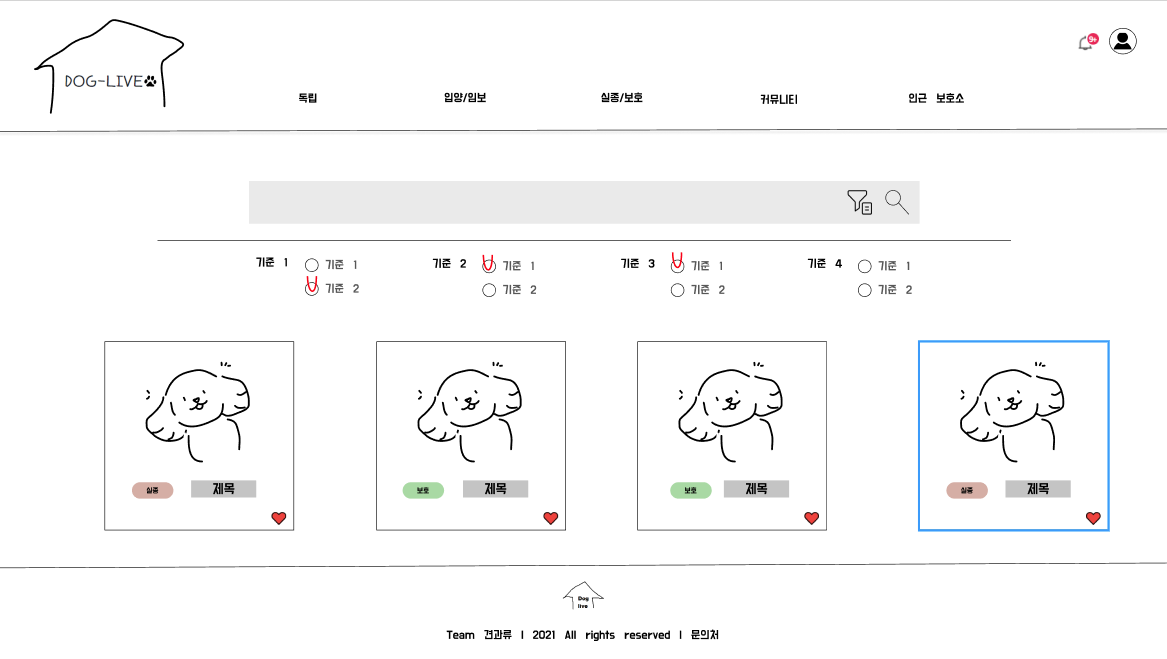 DOG-LIVE
9+
독립 입양/임보 실종/보호 커뮤니티 인근 보호소
기준 1 기준 1 기준 2 기준 1 기준 3 기준 1 기준 4 기준 1
기준 2 기준 2 기준 2 기준 2
실종 제목 보호 제목 보호 제목 실종 제목
Dog
live
Team 견과류 | 2021 All rights reserved | 문의처